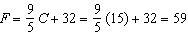 F = 9/5 C + 32 = 9/5 (15) + 32 = 59